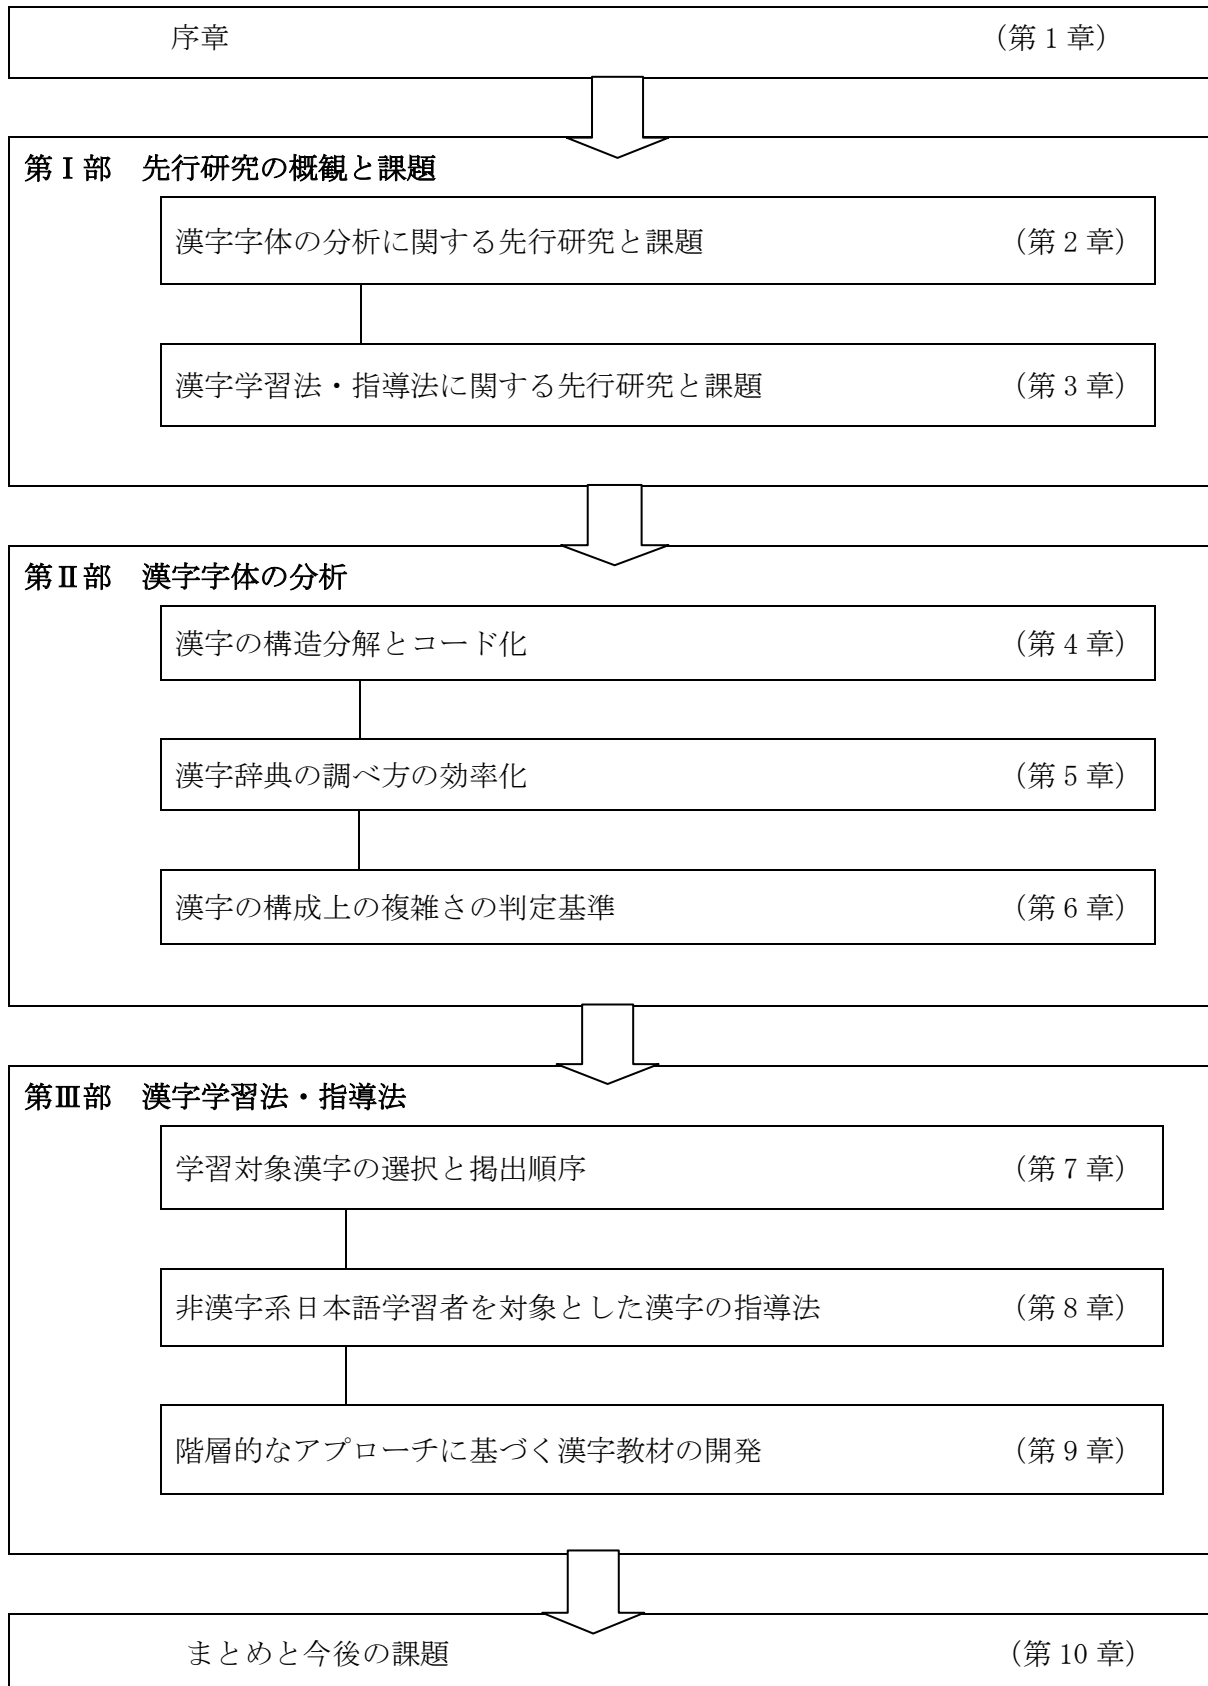 序章 (第 1 章)
第Ⅰ部 先行研究の概観と課題
漢字字体の分析に関する先行研究と課題 (第 2 章)
漢字学習法・指導法に関する先行研究と課題 (第 3 章)
第Ⅱ部 漢字字体の分析
漢字の構造分解とコード化 (第 4 章)
漢字辞典の調べ方の効率化 (第 5 章)
漢字の構成上の複雑さの判定基準 (第 6 章)
第Ⅲ部 漢字学習法・指導法
学習対象漢字の選択と掲出順序 (第 7 章)
非漢字系日本語学習者を対象とした漢字の指導法 (第 8 章)
階層的なアプローチに基づく漢字教材の開発 (第 9 章)
まとめと今後の課題 (第 10 章)